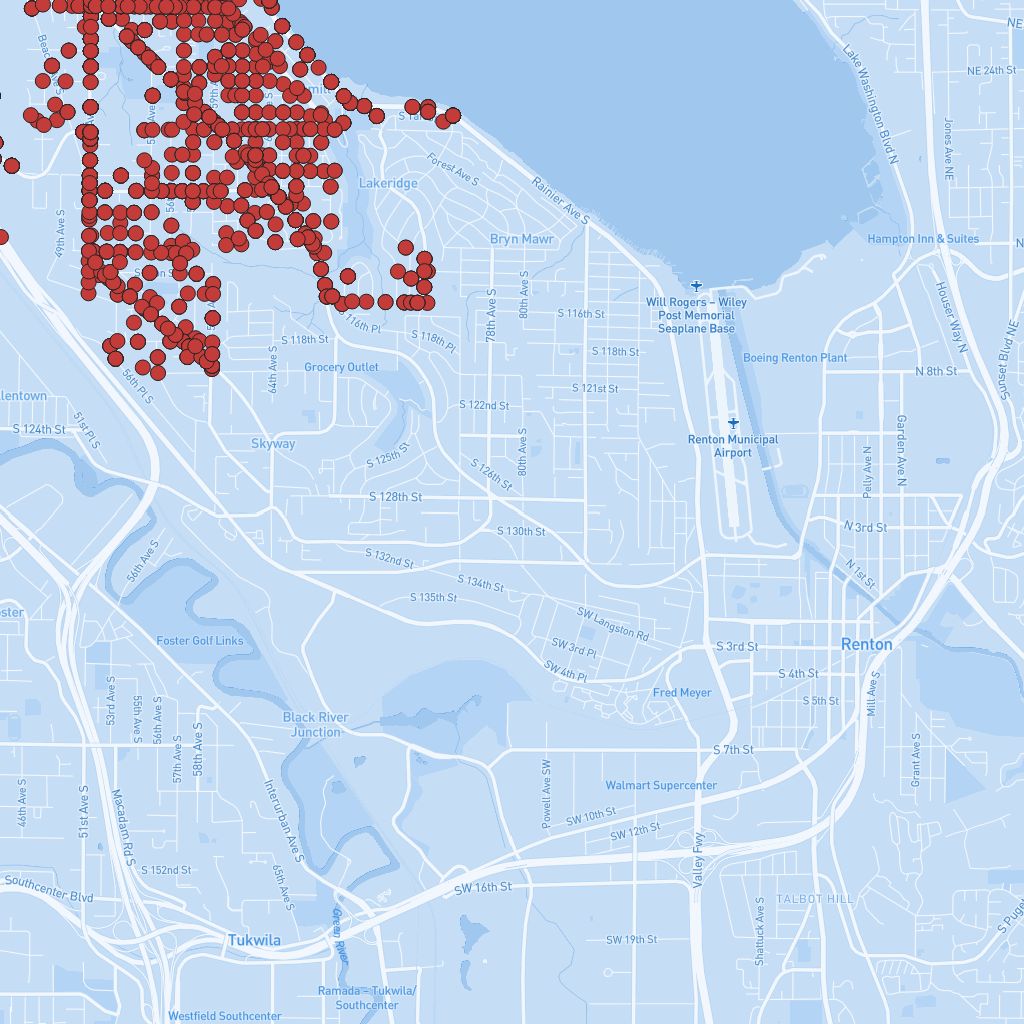 NE
Lake Washington Blvd N
NE 24th St
Jones Ave NE
Forest Ave S
Lakeridge
Rainier Ave S
49th Ave S
Bryn Mawr
Hampton Inn & Suites
80th Ave S
Will Rogers – Wiley
Post Memorial
Seaplane Base
Houser Way N
S 116th St
S 116th Pl
78th Ave S
S 118th Pl
S 118th St
S 118th St
Boeing Renton Plant
Sunset Blvd NE
64th Ave S
Grocery Outlet
N 8th St
56th Pl S
S 121st St
S 122nd St
51st Pl S
S 124th St
Garden Ave N
Renton Municipal
Airport
Skyway
S 125th St
80th Ave S
Pelly Ave N
S 126th St
S 128th St
N 3rd St
S 130th St
56th Ave S
S 132nd St
N 1st St
S 134th St
S 135th St
Foster Golf Links
SW Langston Rd
SW 3rd Pl
S 3rd St
Renton
SW 4th Pl
S 4th St
Fred Meyer
S 5th St
Mill Ave S
53rd Ave S
55th Ave S
56th Ave S
57th Ave S
58th Ave S
Black River
Junction
S 7th St
Grant Ave S
46th Ave S
51st Ave S
Macadam Rd S
Interurban Ave S
Walmart Supercenter
Powell Ave SW
SW 10th St
SW 12th St
Valley Fwy
S 152nd St
Southcenter Blvd
65th Ave S
SW 16th St
TALBOT HILL
Shattuck Ave S
S Puget
Tukwila
Green River
SW 19th St
Ramada – Tukwila/
Southcenter
Westfield Southcenter